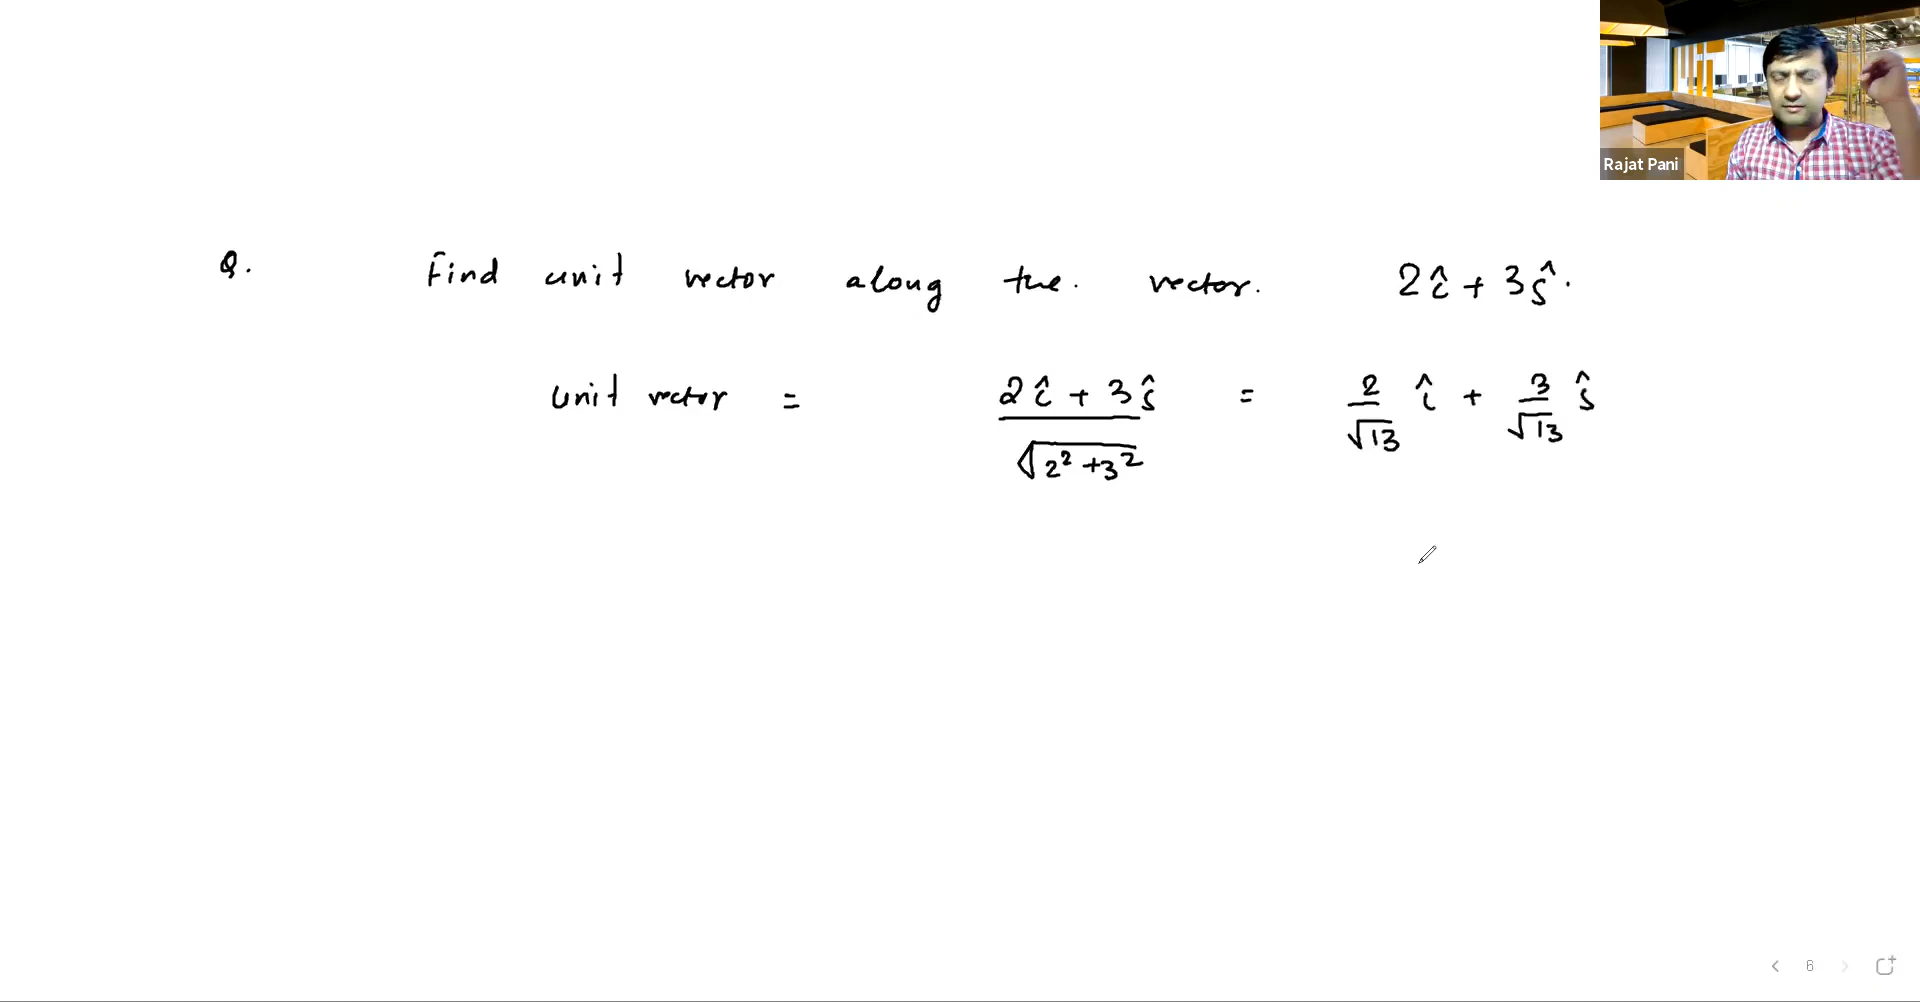 Rajat Pani
Q. Find unit vector along the. vector. 2î + 3ĵ.
unit vector = (2î + 3ĵ)/√(2² + 3²) = 2/√13 î + 3/√13 ĵ
6